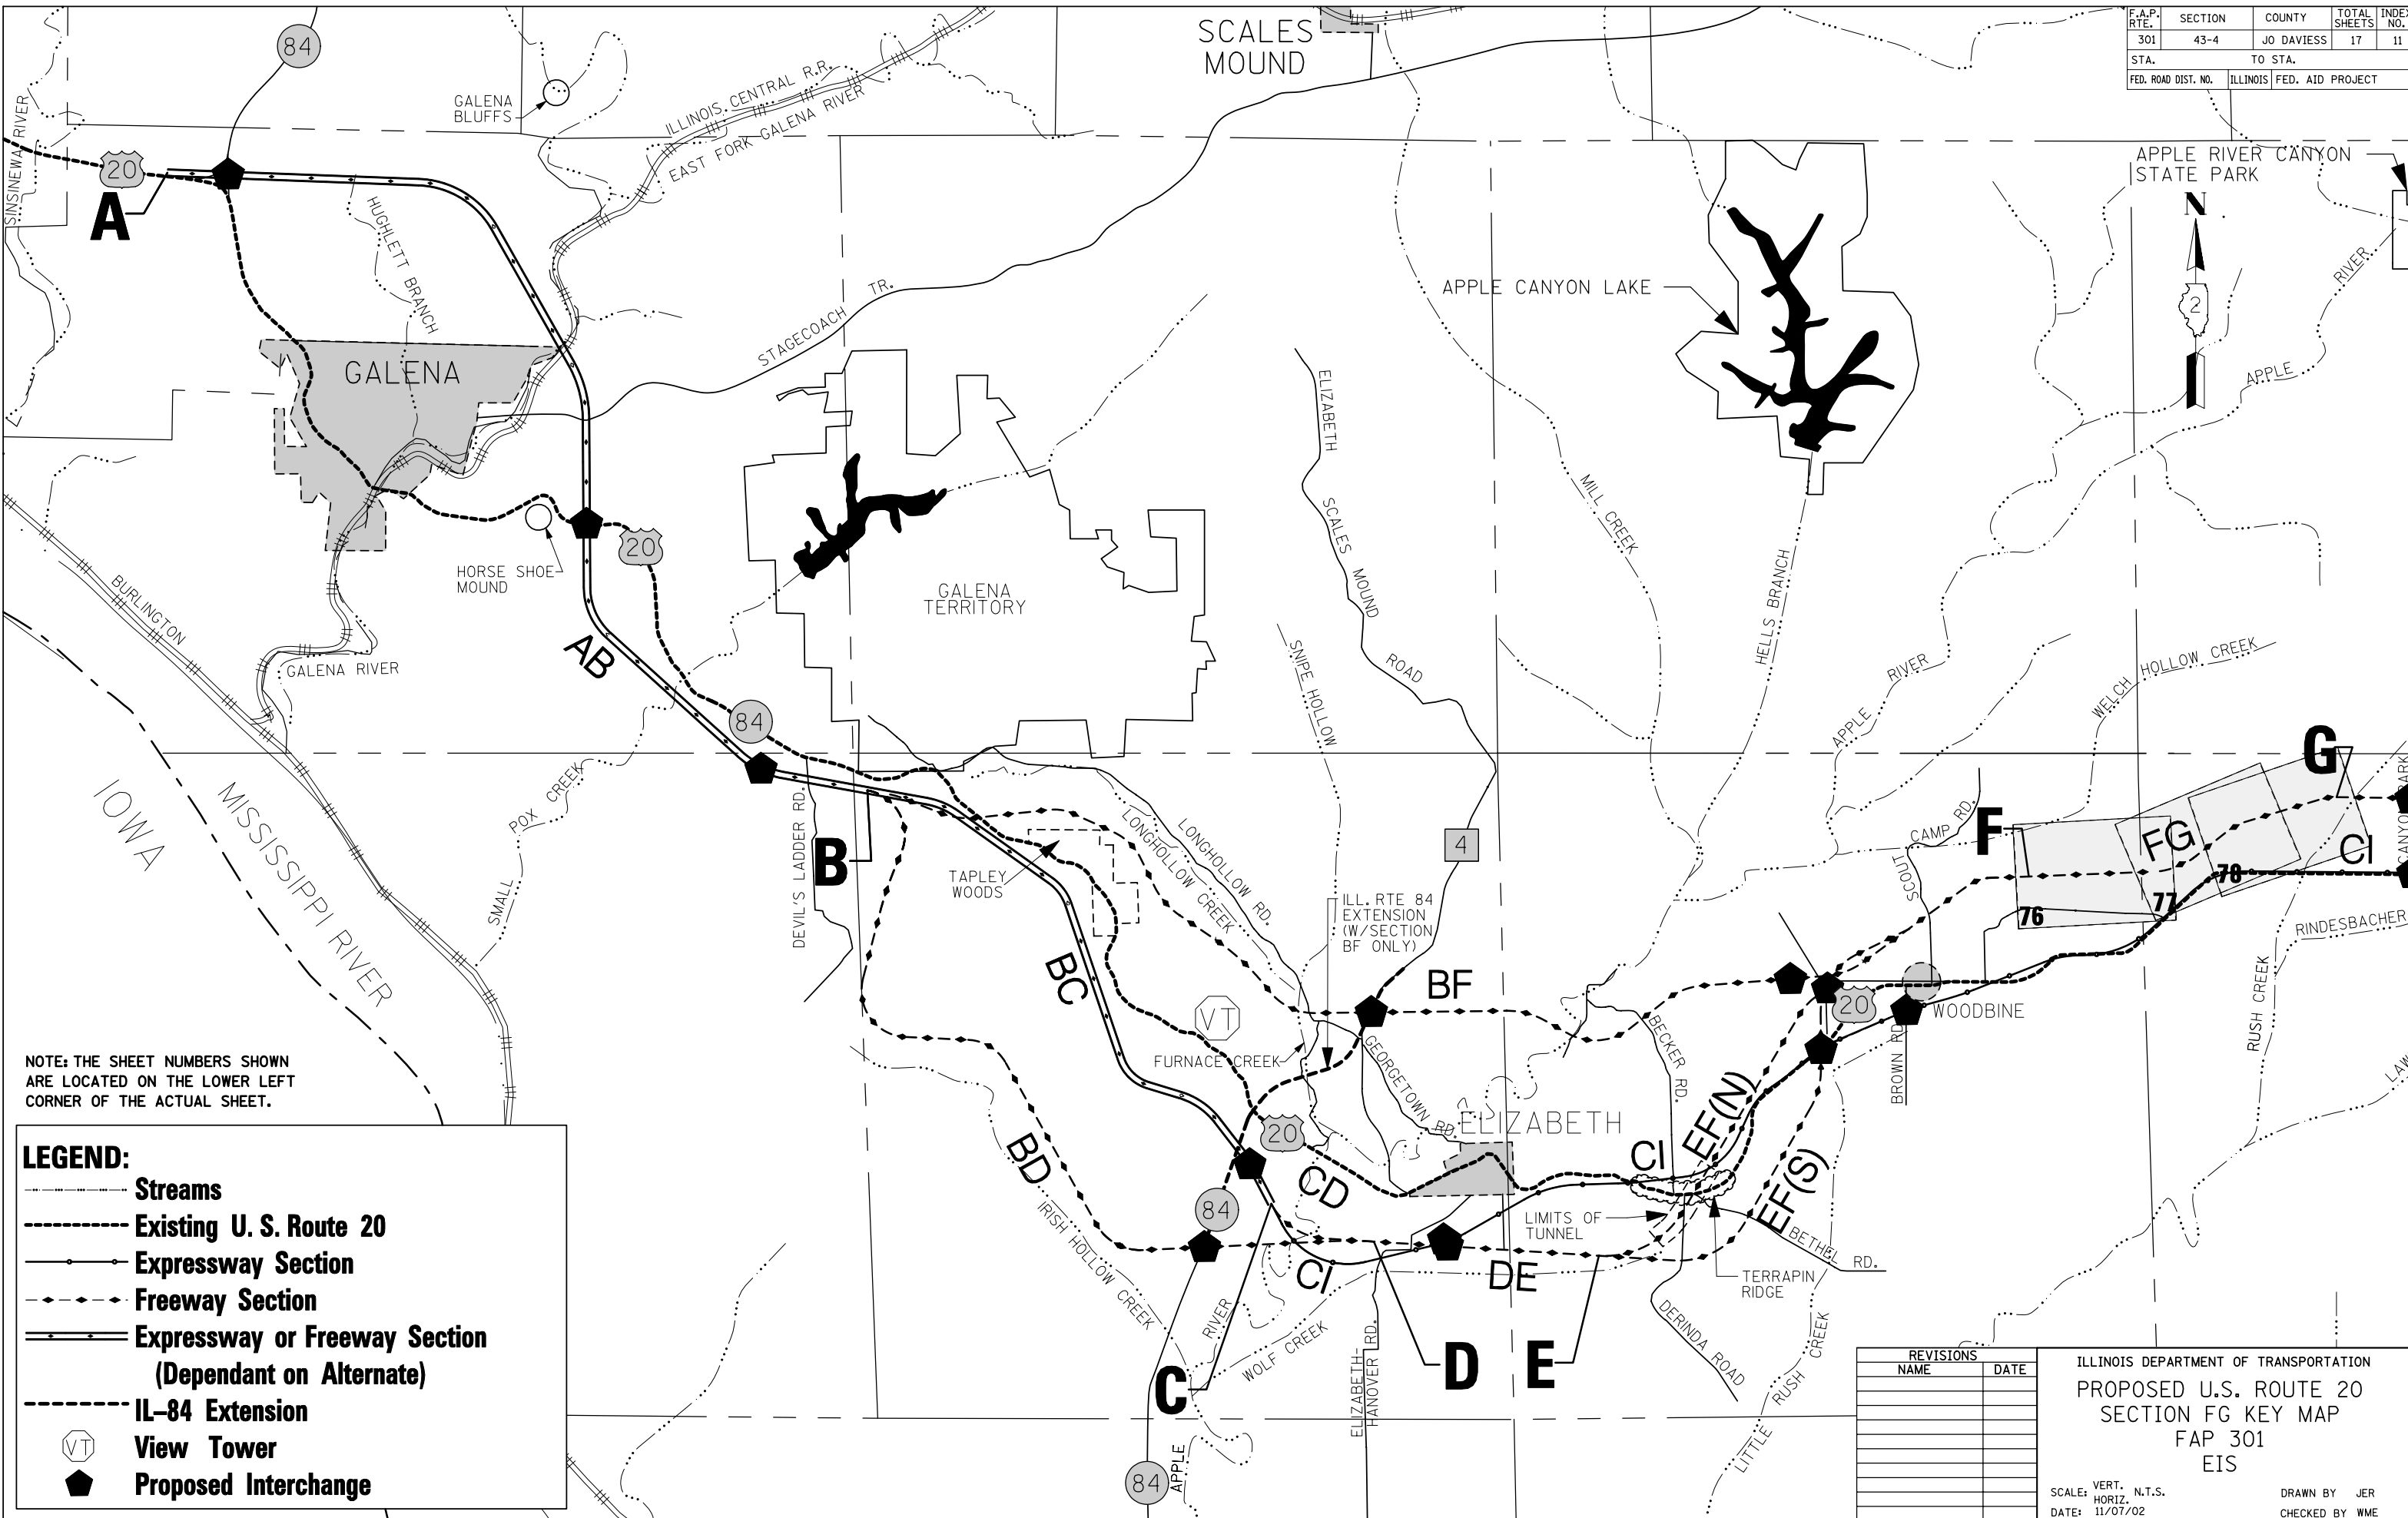 F.A.P. RTE. SECTION COUNTY TOTAL SHEETS INDEX NO.
301 43-4 JO DAVIESS 17 11
STA. TO STA.
FED. ROAD DIST. NO. ILLINOIS FED. AID PROJECT
SCALES
MOUND
84
GALENA
BLUFFS
ILLINOIS CENTRAL R.R.
EAST FORK GALENA RIVER
SINSINEWA RIVER
20
A
HUGHLETT BRANCH
APPLE RIVER CANYON
STATE PARK
N
2
APPLE CANYON LAKE
STAGECOACH TR.
RIVER
APPLE
GALENA
ELIZABETH
SCALES MOUND
ROAD
MILL CREEK
HORSE SHOE
MOUND
20
GALENA
TERRITORY
HELLS BRANCH
BURLINGTON
GALENA RIVER
AB
SNIPE HOLLOW
RIVER
APPLE
WELCH HOLLOW CREEK
84
IOWA
MISSISSIPPI RIVER
SMALL POX CREEK
DEVIL'S LADDER RD.
B
TAPLEY
WOODS
LONGHOLLOW CREEK
LONGHOLLOW RD.
4
ILL. RTE 84
EXTENSION
(W/SECTION
BF ONLY)
SCOUT CAMP RD.
F
FG
G
CI
76
77
78
CANYON PARK
RINDESBACHER
RUSH CREEK
BC
VT
BF
20
WOODBINE
BROWN RD.
FURNACE CREEK
GEORGETOWN RD.
BECKER RD.
ELIZABETH
20
BD
CD
CI
EF(N)
EF(S)
84
IRISH HOLLOW CREEK
LIMITS OF
TUNNEL
BETHEL RD.
TERRAPIN
RIDGE
CI
DE
RIVER
WOLF CREEK
C
D
E
ELIZABETH-
HANOVER RD.
DERINDA ROAD
LITTLE RUSH CREEK
84
APPLE
NOTE: THE SHEET NUMBERS SHOWN
ARE LOCATED ON THE LOWER LEFT
CORNER OF THE ACTUAL SHEET.
LEGEND:
Streams
Existing U. S. Route 20
Expressway Section
Freeway Section
Expressway or Freeway Section
(Dependant on Alternate)
IL–84 Extension
VT View Tower
Proposed Interchange
REVISIONS
NAME DATE
ILLINOIS DEPARTMENT OF TRANSPORTATION
PROPOSED U.S. ROUTE 20
SECTION FG KEY MAP
FAP 301
EIS
SCALE: VERT. N.T.S.
HORIZ.
DATE: 11/07/02
DRAWN BY JER
CHECKED BY WME